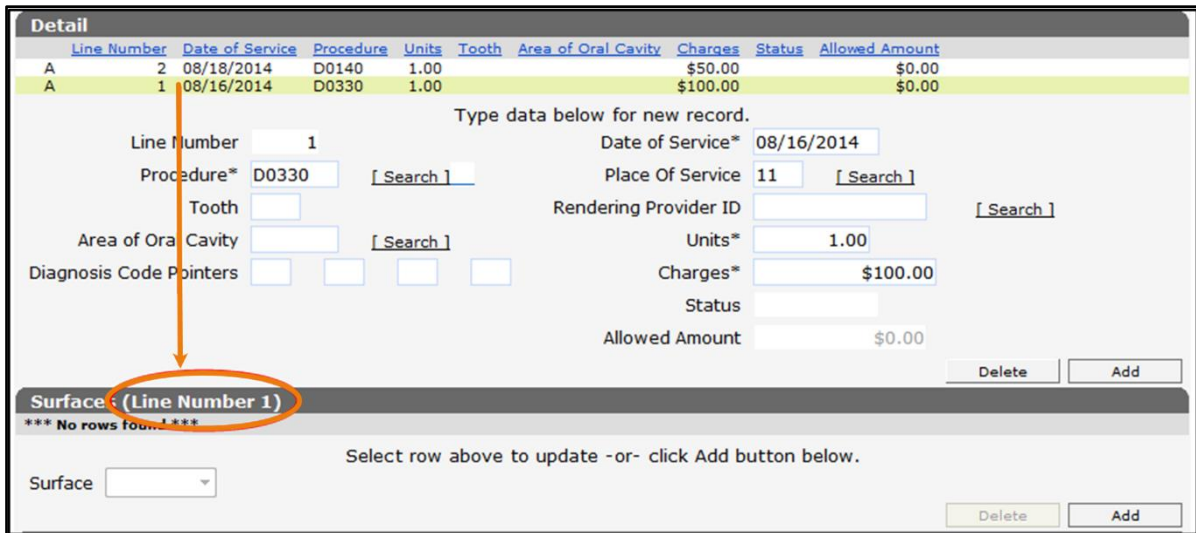 Detail
Line Number Date of Service Procedure Units Tooth Area of Oral Cavity Charges Status Allowed Amount
A 2 08/18/2014 D0140 1.00 $50.00 $0.00
A 1 08/16/2014 D0330 1.00 $100.00 $0.00
Type data below for new record.
Line Number 1 Date of Service* 08/16/2014
Procedure* D0330 [ Search ] Place Of Service 11 [ Search ]
Tooth Rendering Provider ID [ Search ]
Area of Oral Cavity [ Search ] Units* 1.00
Diagnosis Code Pointers Charges* $100.00
Status
Allowed Amount $0.00
Delete Add
Surfaces (Line Number 1)
*** No rows found ***
Select row above to update -or- click Add button below.
Surface
Delete Add